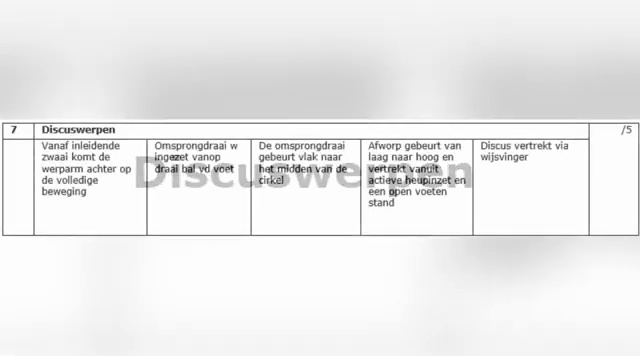 7 Discuswerpen /5
Vanaf inleidende
zwaai komt de
werparm achter op
de volledige
beweging
Omsprongdraai w
ingezet vanop
draai bal vd voet
De omsprongdraai
gebeurt vlak naar
het midden van de
cirkel
Afworp gebeurt van
laag naar hoog en
vertrekt vanuit
actieve heupinzet en
een open voeten
stand
Discus vertrekt via
wijsvinger
Discuswerpen